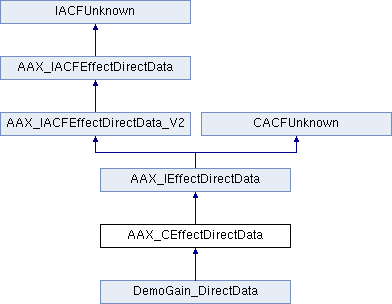 IACFUnknown
AAX_IACFEffectDirectData
AAX_IACFEffectDirectData_V2
CACFUnknown
AAX_IEffectDirectData
AAX_CEffectDirectData
DemoGain_DirectData